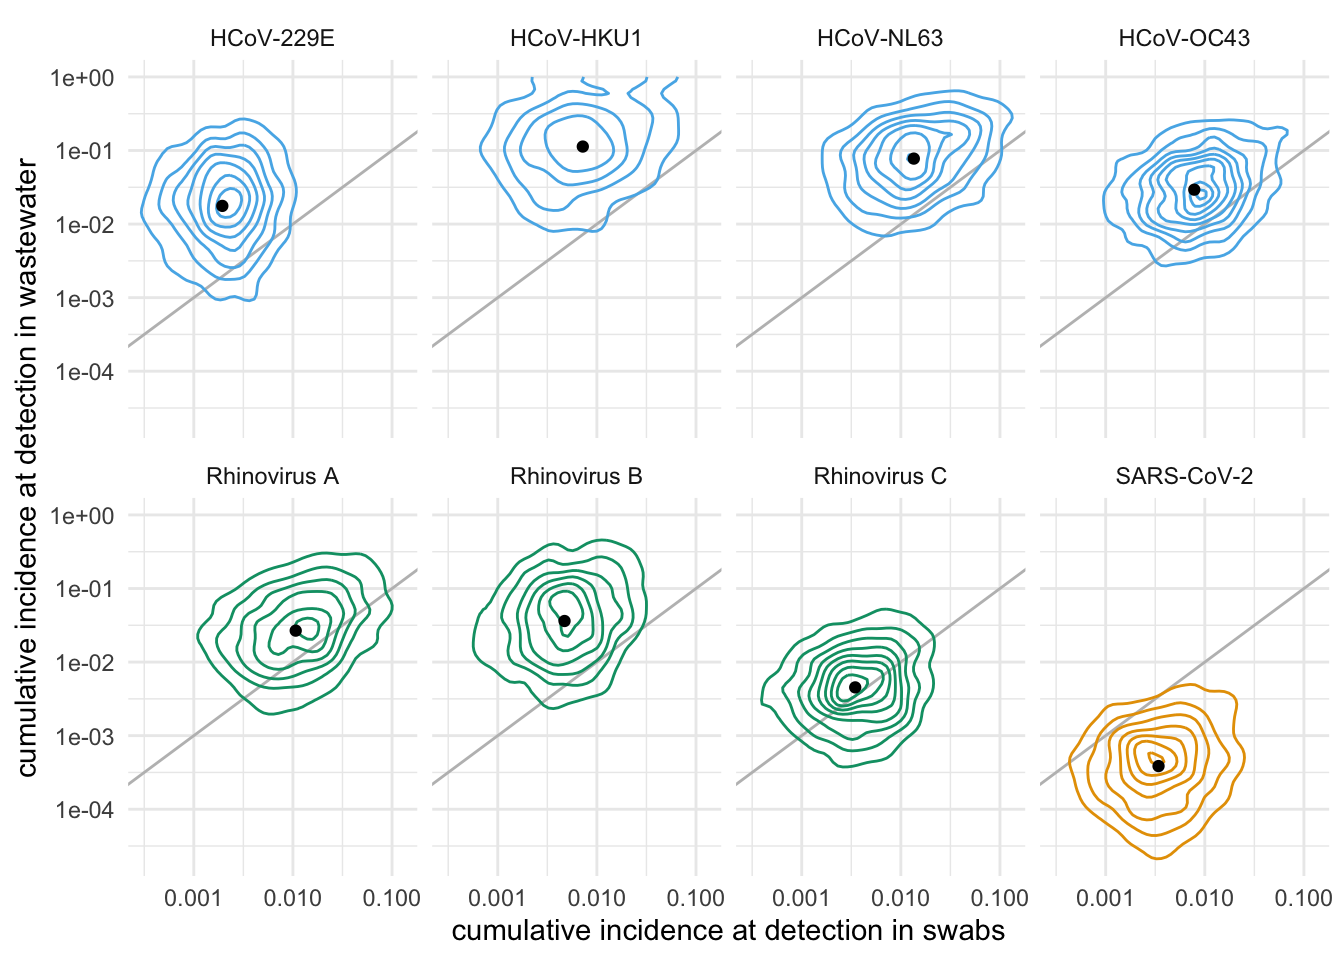 HCoV-229E HCoV-HKU1 HCoV-NL63 HCoV-OC43
1e+00
1e-01
1e-02
1e-03
1e-04
Rhinovirus A Rhinovirus B Rhinovirus C SARS-CoV-2
1e+00
1e-01
1e-02
1e-03
1e-04
0.001 0.010 0.100 0.001 0.010 0.100 0.001 0.010 0.100 0.001 0.010 0.100
cumulative incidence at detection in swabs
cumulative incidence at detection in wastewater